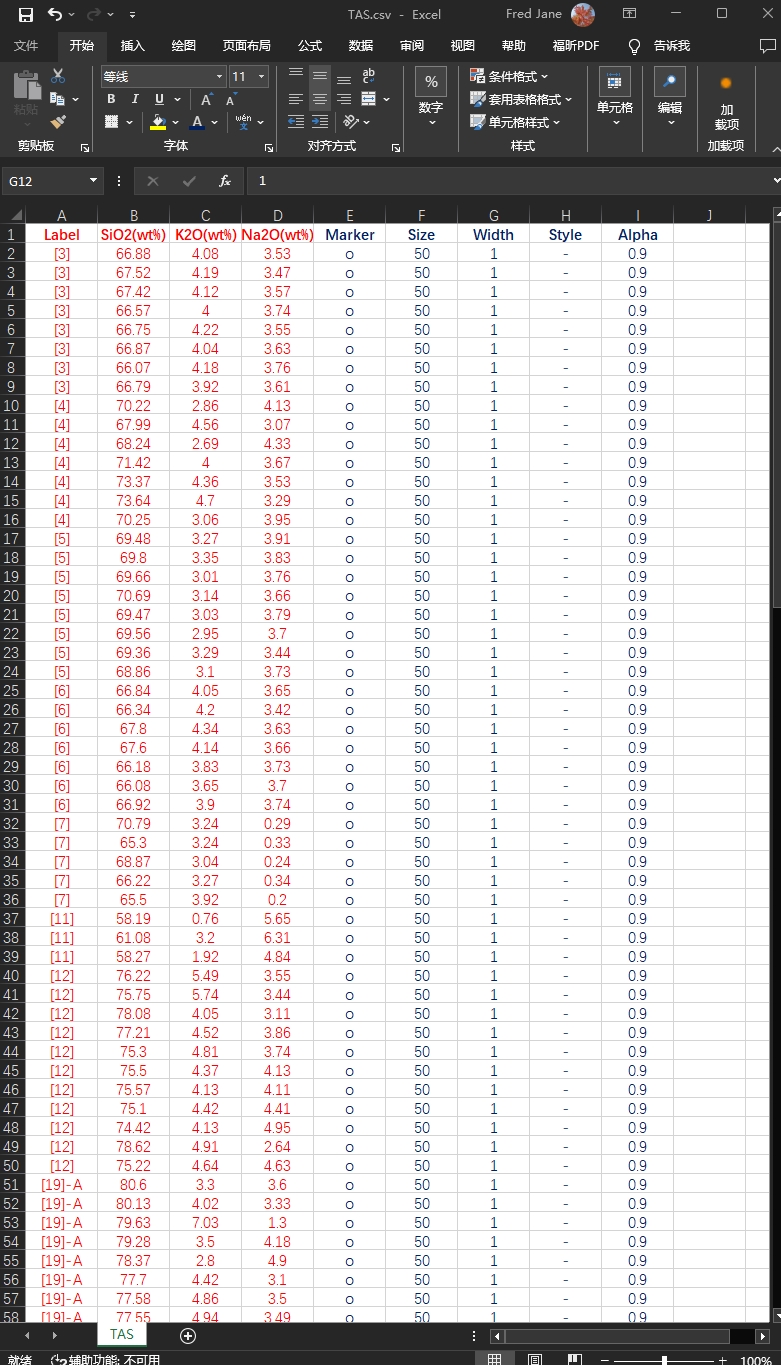 TAS.csv - Excel Fred Jane
文件 开始 插入 绘图 页面布局 公式 数据 审阅 视图 帮助 福昕PDF 告诉我
粘贴
剪贴板
等线 11
B I U A A
wén
文
A
字体
ab
对齐方式
%
数字
条件格式
套用表格格式
单元格样式
样式
单元格
编辑
加
载项
加载项
G12 fx 1
A B C D E F G H I J
1 Label SiO2(wt%) K2O(wt%) Na2O(wt%) Marker Size Width Style Alpha
2 [3] 66.88 4.08 3.53 o 50 1 - 0.9
3 [3] 67.52 4.19 3.47 o 50 1 - 0.9
4 [3] 67.42 4.12 3.57 o 50 1 - 0.9
5 [3] 66.57 4 3.74 o 50 1 - 0.9
6 [3] 66.75 4.22 3.55 o 50 1 - 0.9
7 [3] 66.87 4.04 3.63 o 50 1 - 0.9
8 [3] 66.07 4.18 3.76 o 50 1 - 0.9
9 [3] 66.79 3.92 3.61 o 50 1 - 0.9
10 [4] 70.22 2.86 4.13 o 50 1 - 0.9
11 [4] 67.99 4.56 3.07 o 50 1 - 0.9
12 [4] 68.24 2.69 4.33 o 50 1 - 0.9
13 [4] 71.42 4 3.67 o 50 1 - 0.9
14 [4] 73.37 4.36 3.53 o 50 1 - 0.9
15 [4] 73.64 4.7 3.29 o 50 1 - 0.9
16 [4] 70.25 3.06 3.95 o 50 1 - 0.9
17 [5] 69.48 3.27 3.91 o 50 1 - 0.9
18 [5] 69.8 3.35 3.83 o 50 1 - 0.9
19 [5] 69.66 3.01 3.76 o 50 1 - 0.9
20 [5] 70.69 3.14 3.66 o 50 1 - 0.9
21 [5] 69.47 3.03 3.79 o 50 1 - 0.9
22 [5] 69.56 2.95 3.7 o 50 1 - 0.9
23 [5] 69.36 3.29 3.44 o 50 1 - 0.9
24 [5] 68.86 3.1 3.73 o 50 1 - 0.9
25 [6] 66.84 4.05 3.65 o 50 1 - 0.9
26 [6] 66.34 4.2 3.42 o 50 1 - 0.9
27 [6] 67.8 4.34 3.63 o 50 1 - 0.9
28 [6] 67.6 4.14 3.66 o 50 1 - 0.9
29 [6] 66.18 3.83 3.73 o 50 1 - 0.9
30 [6] 66.08 3.65 3.7 o 50 1 - 0.9
31 [6] 66.92 3.9 3.74 o 50 1 - 0.9
32 [7] 70.79 3.24 0.29 o 50 1 - 0.9
33 [7] 65.3 3.24 0.33 o 50 1 - 0.9
34 [7] 68.87 3.04 0.24 o 50 1 - 0.9
35 [7] 66.22 3.27 0.34 o 50 1 - 0.9
36 [7] 65.5 3.92 0.2 o 50 1 - 0.9
37 [11] 58.19 0.76 5.65 o 50 1 - 0.9
38 [11] 61.08 3.2 6.31 o 50 1 - 0.9
39 [11] 58.27 1.92 4.84 o 50 1 - 0.9
40 [12] 76.22 5.49 3.55 o 50 1 - 0.9
41 [12] 75.75 5.74 3.44 o 50 1 - 0.9
42 [12] 78.08 4.05 3.11 o 50 1 - 0.9
43 [12] 77.21 4.52 3.86 o 50 1 - 0.9
44 [12] 75.3 4.81 3.74 o 50 1 - 0.9
45 [12] 75.5 4.37 4.13 o 50 1 - 0.9
46 [12] 75.57 4.13 4.11 o 50 1 - 0.9
47 [12] 75.1 4.42 4.41 o 50 1 - 0.9
48 [12] 74.42 4.13 4.95 o 50 1 - 0.9
49 [12] 78.62 4.91 2.64 o 50 1 - 0.9
50 [12] 75.22 4.64 4.63 o 50 1 - 0.9
51 [19]-A 80.6 3.3 3.6 o 50 1 - 0.9
52 [19]-A 80.13 4.02 3.33 o 50 1 - 0.9
53 [19]-A 79.63 7.03 1.3 o 50 1 - 0.9
54 [19]-A 79.28 3.5 4.18 o 50 1 - 0.9
55 [19]-A 78.37 2.8 4.9 o 50 1 - 0.9
56 [19]-A 77.7 4.42 3.1 o 50 1 - 0.9
57 [19]-A 77.58 4.86 3.5 o 50 1 - 0.9
58 [19]-A 77.55 4.94 3.49 o 50 1 - 0.9
TAS
就绪 辅助功能: 不可用 100%